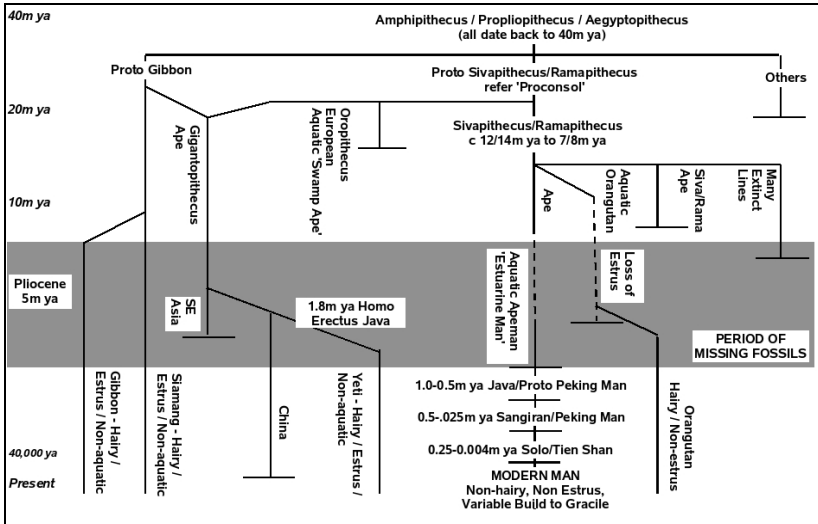 40m ya
Amphipithecus / Propliopithecus / Aegyptopithecus
(all date back to 40m ya)
Proto Gibbon
Proto Sivapithecus/Ramapithecus
refer 'Proconsol'
Others
20m ya
Gigantopithecus
Ape
Oropithecus
European
Aquatic 'Swamp Ape'
Sivapithecus/Ramapithecus
c 12/14m ya to 7/8m ya
10m ya
Ape
Aquatic
Orangutan
Siva/Rama
Ape
Many
Extinct
Lines
Pliocene
5m ya
SE
Asia
1.8m ya Homo
Erectus Java
Aquatic Apeman
'Estuarine Man'
Loss of
Estrus
PERIOD OF
MISSING FOSSILS
Gibbon - Hairy /
Estrus / Non-aquatic
Siamang - Hairy /
Estrus / Non-aquatic
China
Yeti - Hairy / Estrus /
Non-aquatic
1.0-0.5m ya Java/Proto Peking Man
0.5-.025m ya Sangiran/Peking Man
0.25-0.004m ya Solo/Tien Shan
Orangutan
Hairy / Non-estrus
40,000 ya
Present
MODERN MAN
Non-hairy, Non Estrus,
Variable Build to Gracile